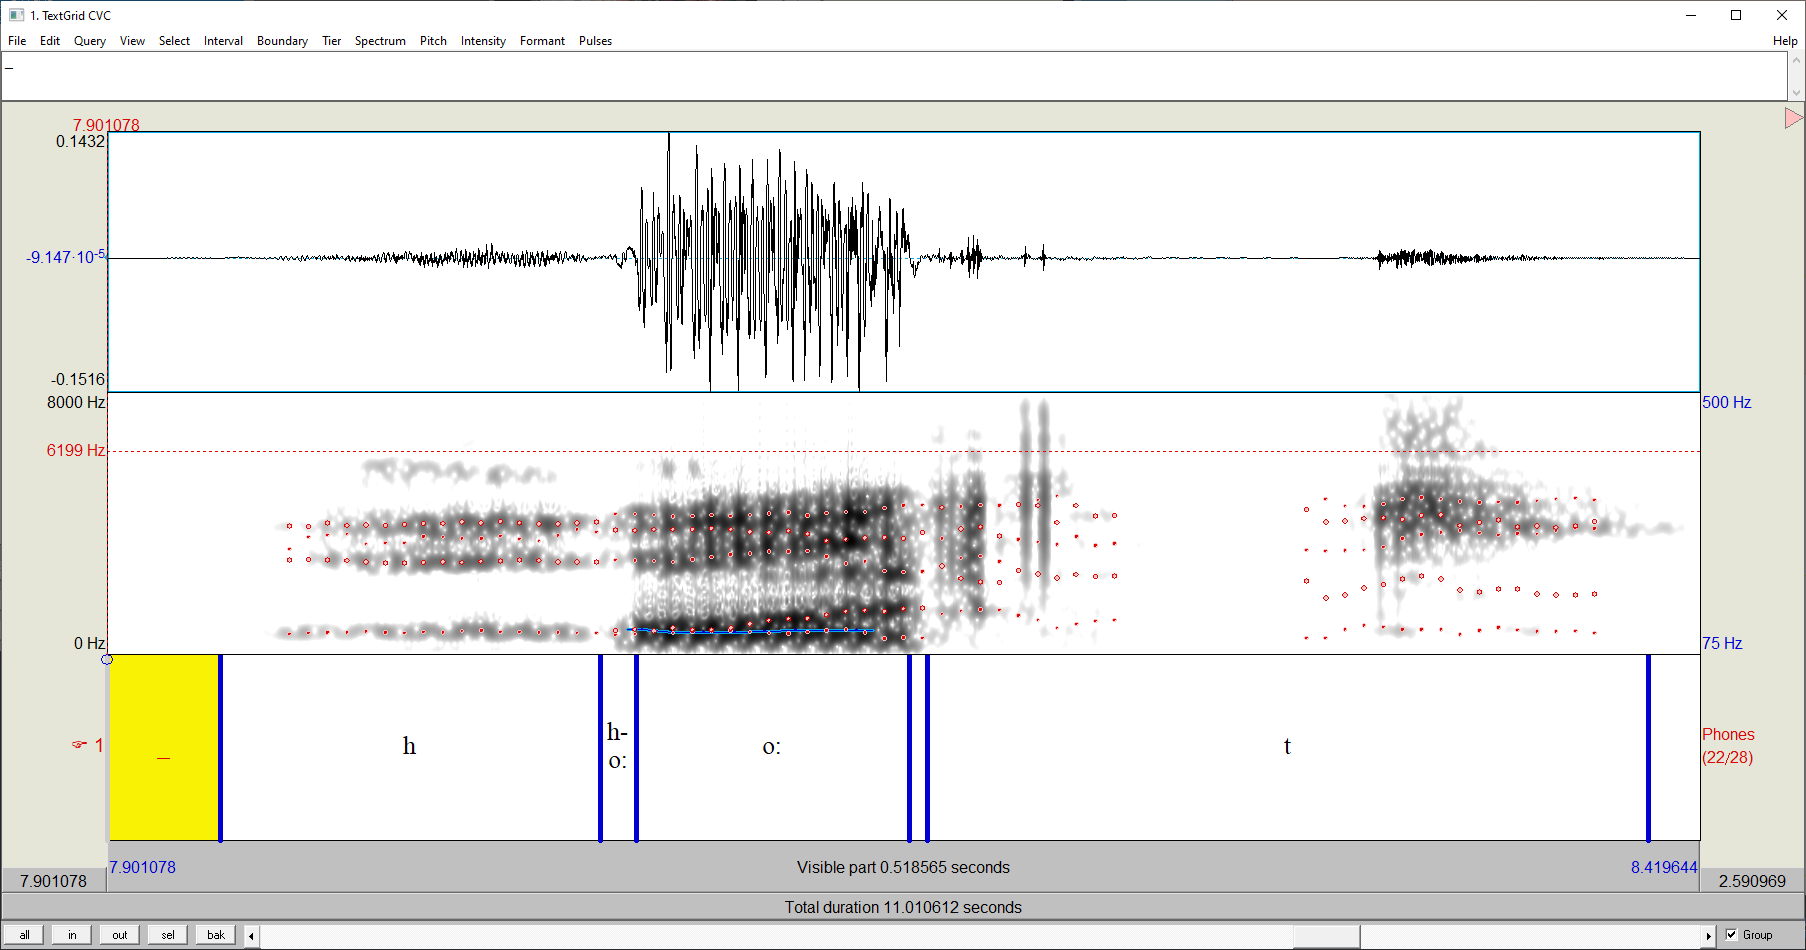 1. TextGrid CVC
File Edit Query View Select Interval Boundary Tier Spectrum Pitch Intensity Formant Pulses Help
_
7.901078
0.1432
-9.147·10⁻⁵
-0.1516
8000 Hz 500 Hz
6199 Hz
0 Hz 75 Hz
☞ 1 _ h h-o: o: t Phones (22/28)
7.901078 Visible part 0.518565 seconds 8.419644
7.901078 2.590969
Total duration 11.010612 seconds
all in out sel bak Group